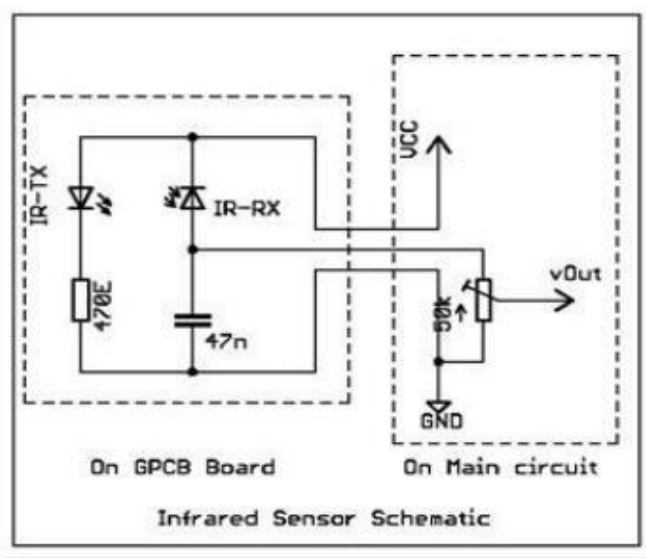 VCC
IR-TX
IR-RX
vOut
470E
50k
47n
GND
On GPCB Board
On Main circuit
Infrared Sensor Schematic